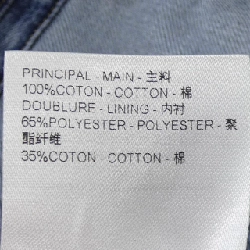 PRINCIPAL - MAIN - 主料
100%COTON - COTTON - 棉
DOUBLURE - LINING - 内衬
65%POLYESTER - POLYESTER - 聚
酯纤维
35%COTON - COTTON - 棉